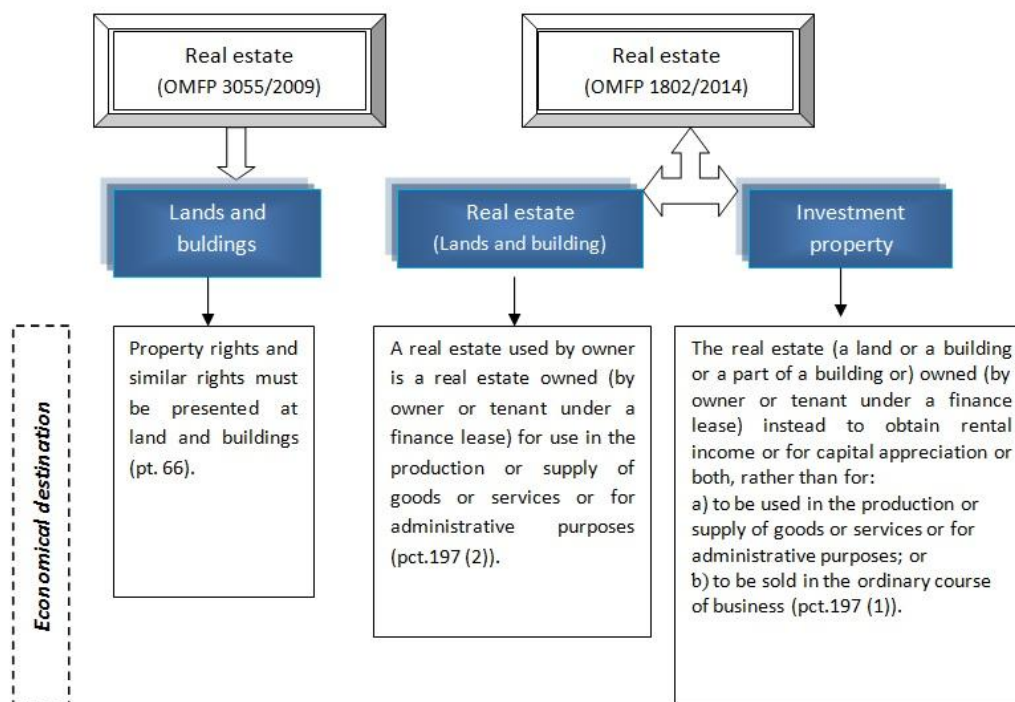 Real estate
(OMFP 3055/2009)
Real estate
(OMFP 1802/2014)
Lands and
buldings
Real estate
(Lands and building)
Investment
property
Economical destination
Property rights and
similar rights must
be presented at
land and buildings
(pt. 66).
A real estate used by owner
is a real estate owned (by
owner or tenant under a
finance lease) for use in the
production or supply of
goods or services or for
administrative purposes
(pct.197 (2)).
The real estate (a land or a building
or a part of a building or) owned (by
owner or tenant under a finance
lease) instead to obtain rental
income or for capital appreciation or
both, rather than for:
a) to be used in the production or
supply of goods or services or for
administrative purposes; or
b) to be sold in the ordinary course
of business (pct.197 (1)).